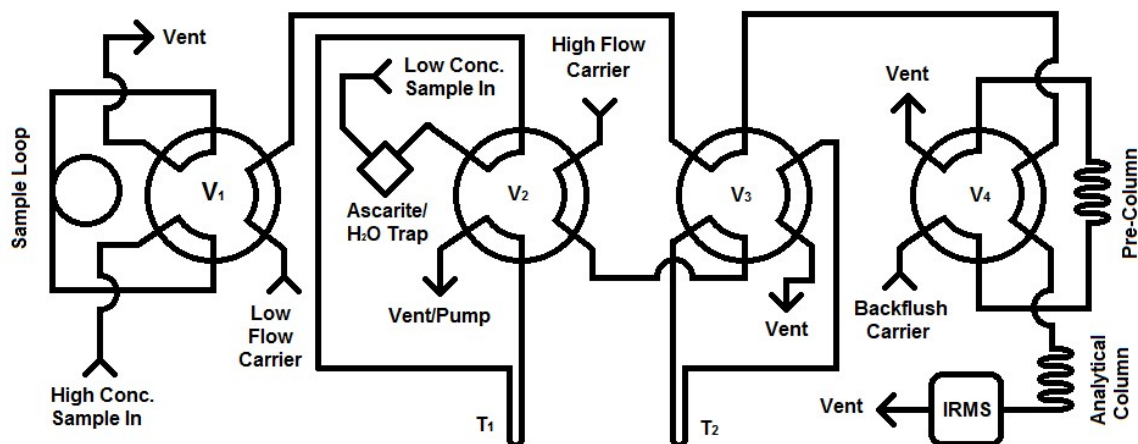 Vent
Sample Loop
V₁
High Conc.
Sample In
Low
Flow
Carrier
Low Conc.
Sample In
Ascarite/
H₂O Trap
V₂
Vent/Pump
T₁
High Flow
Carrier
V₃
Vent
T₂
Vent
V₄
Backflush
Carrier
Pre-Column
Analytical
Column
IRMS
Vent